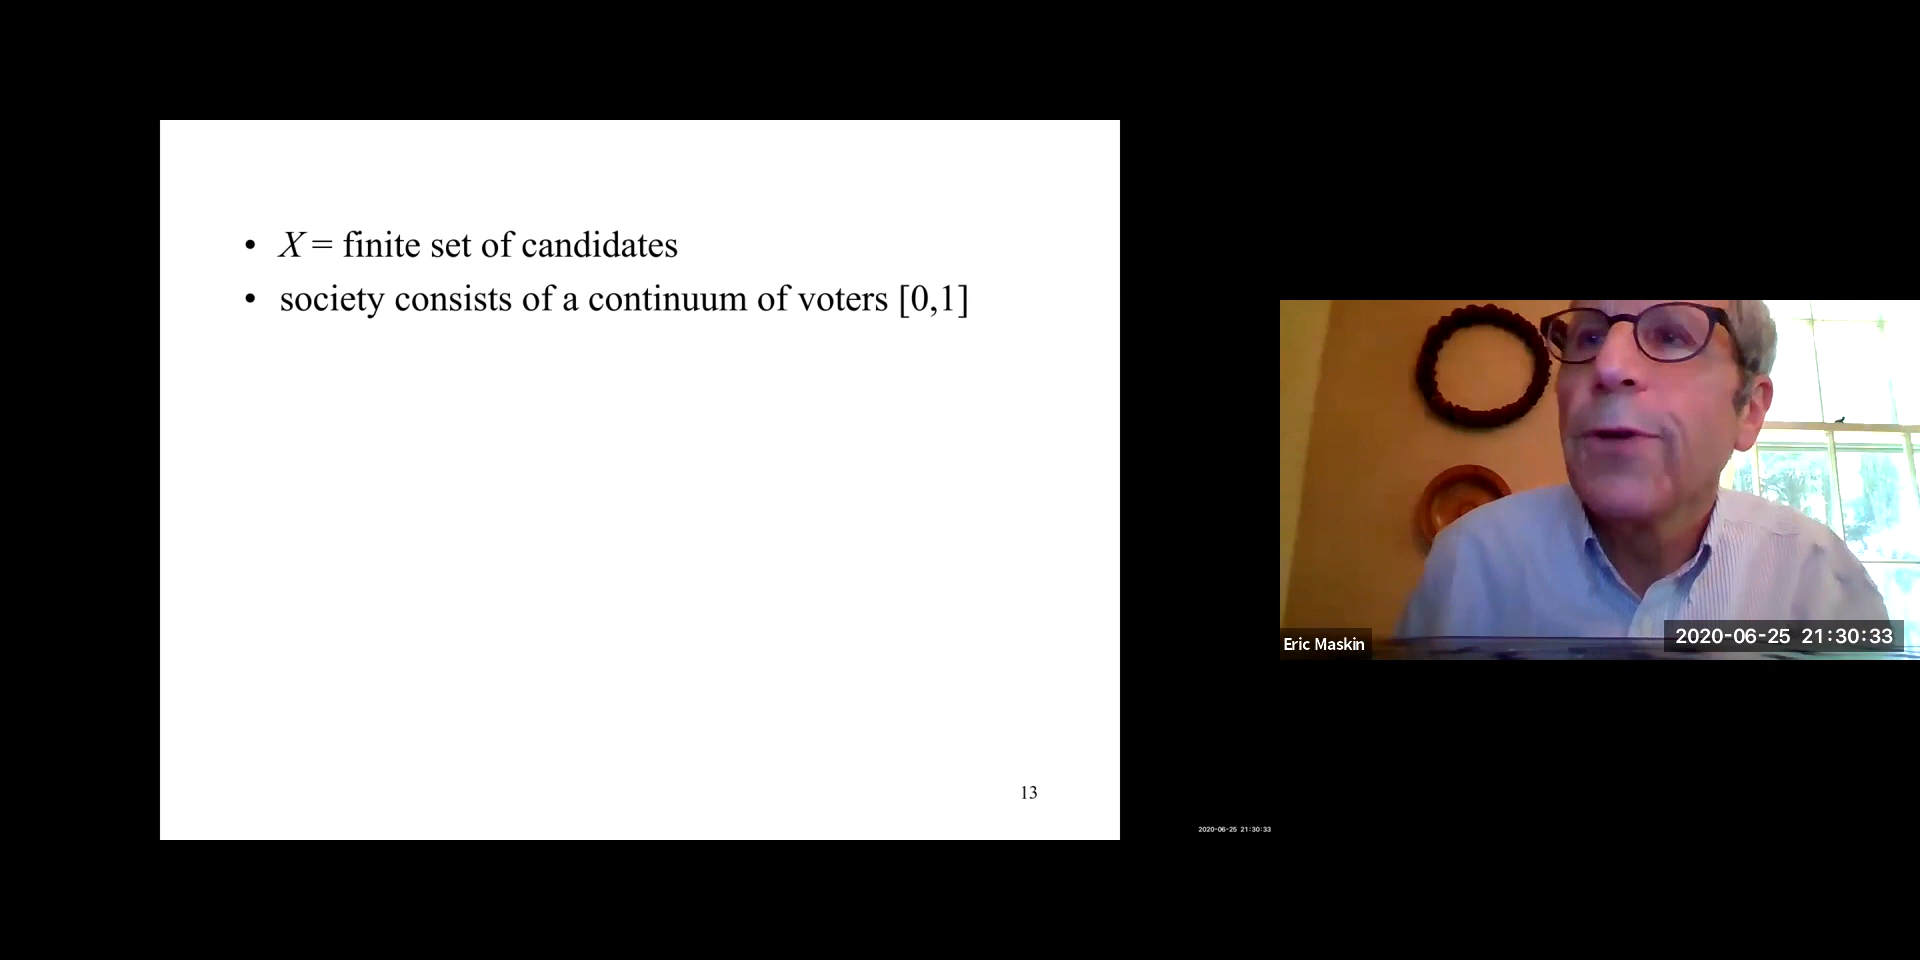 • X = finite set of candidates
• society consists of a continuum of voters [0,1]
13
Eric Maskin
2020-06-25 21:30:33
2020-06-25 21:30:33